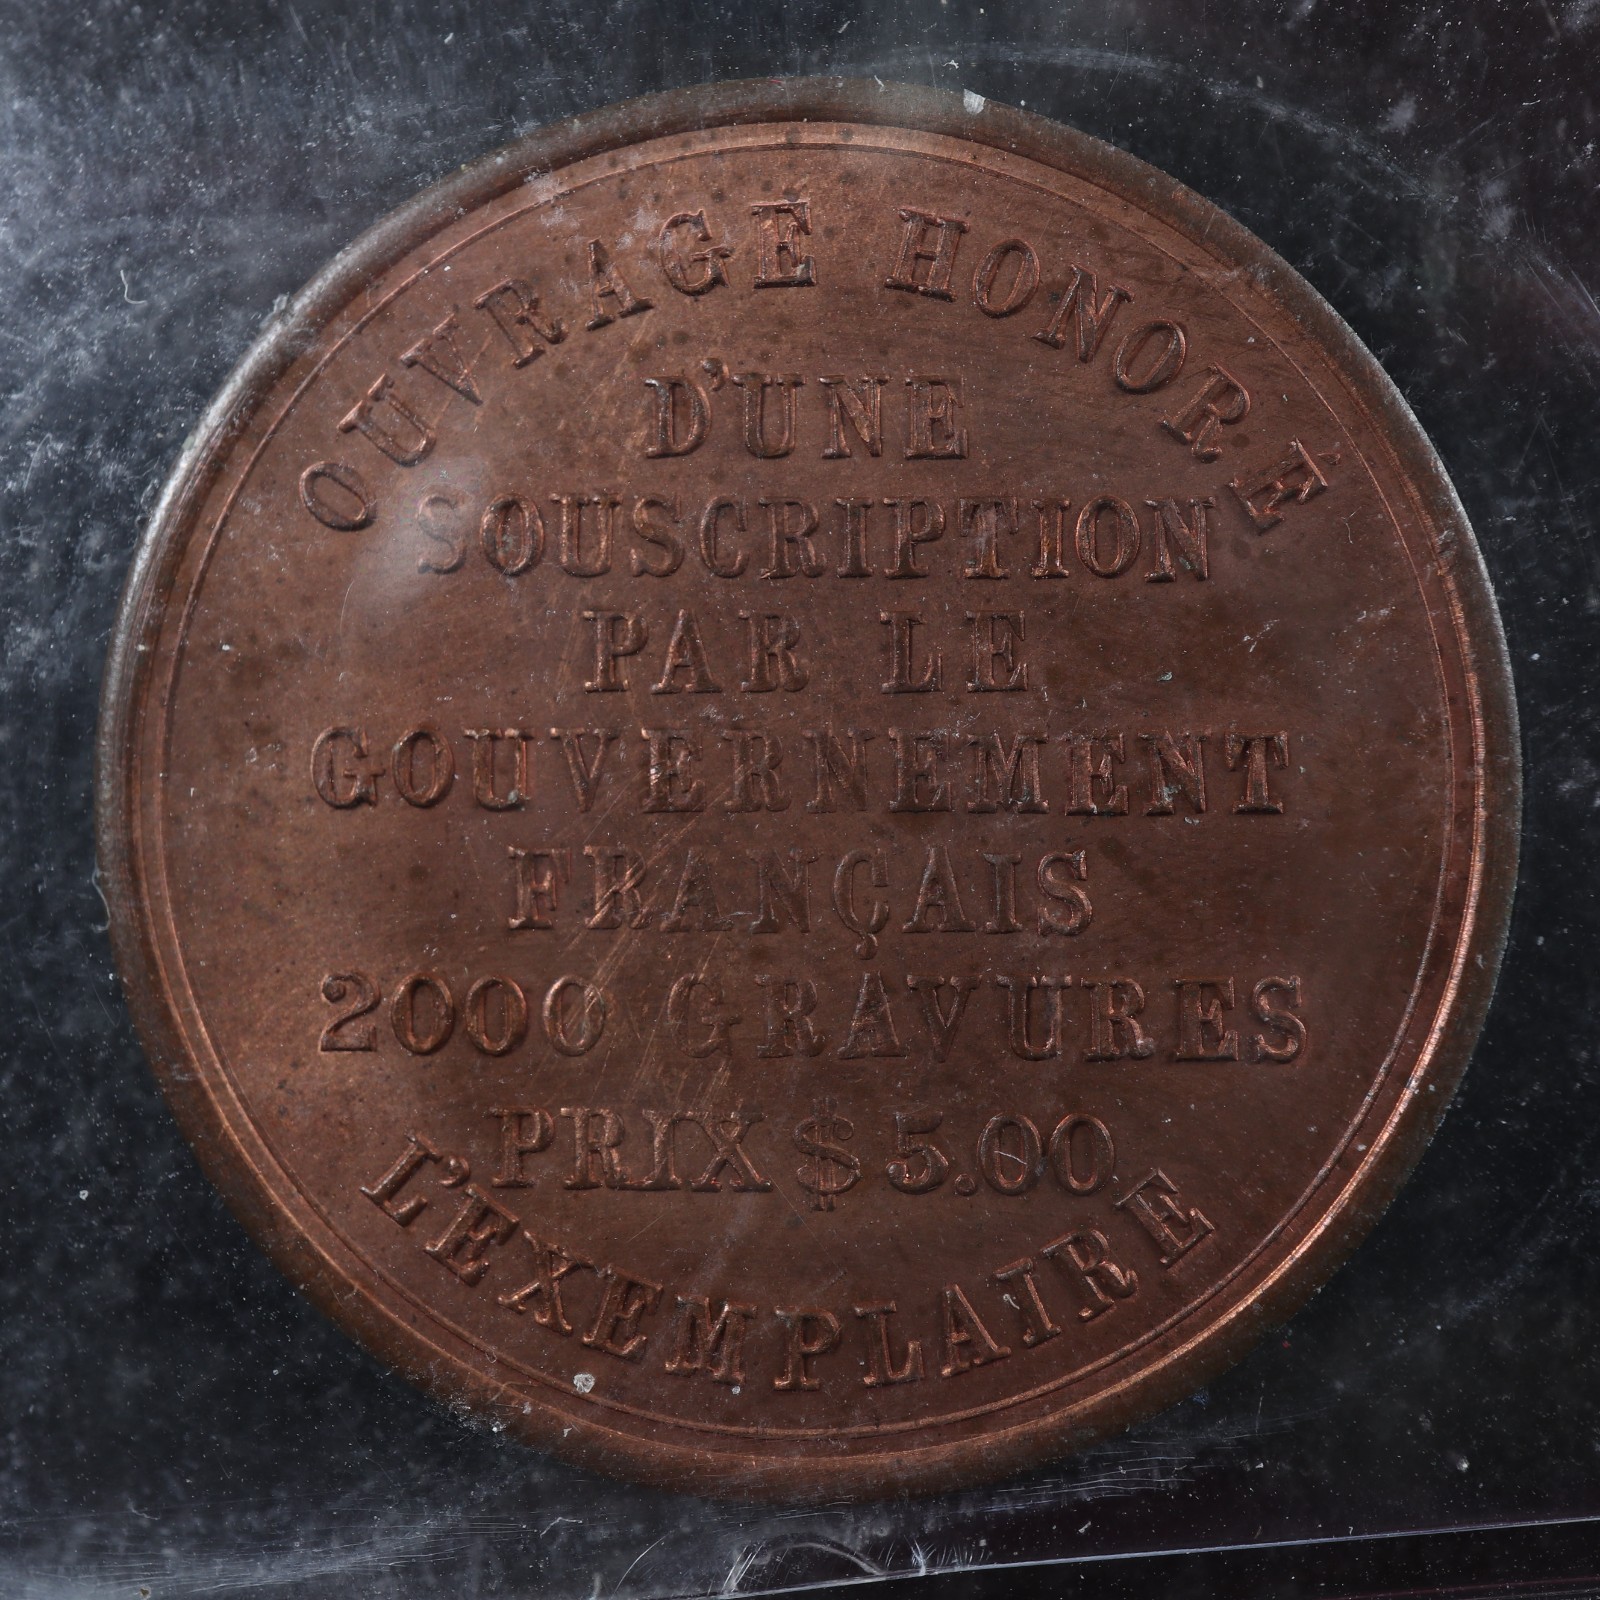 OUVRAGE HONORÉ
D'UNE
SOUSCRIPTION
PAR LE
GOUVERNEMENT
FRANÇAIS
2000 GRAVURES
PRIX $ 5.00
L'EXEMPLAIRE